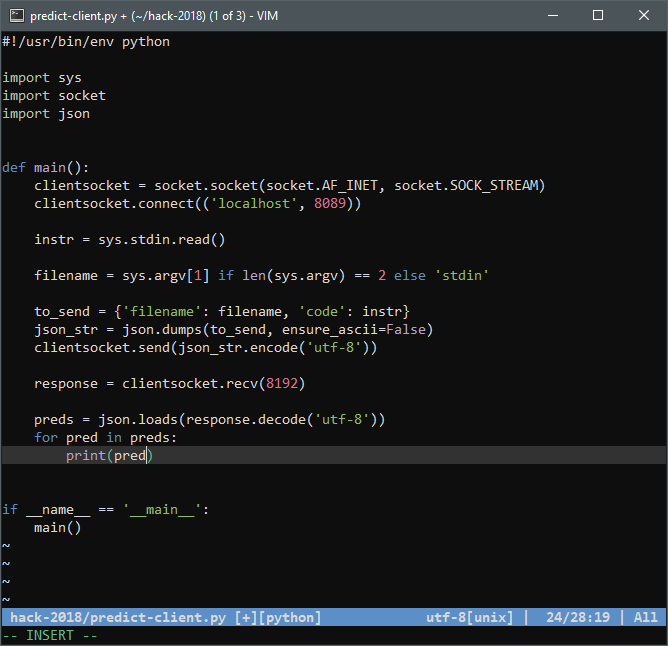 predict-client.py + (~/hack-2018) (1 of 3) - VIM
#!/usr/bin/env python
import sys
import socket
import json
def main():
    clientsocket = socket.socket(socket.AF_INET, socket.SOCK_STREAM)
    clientsocket.connect(('localhost', 8089))
    instr = sys.stdin.read()
    filename = sys.argv[1] if len(sys.argv) == 2 else 'stdin'
    to_send = {'filename': filename, 'code': instr}
    json_str = json.dumps(to_send, ensure_ascii=False)
    clientsocket.send(json_str.encode('utf-8'))
    response = clientsocket.recv(8192)
    preds = json.loads(response.decode('utf-8'))
    for pred in preds:
        print(pred)
if __name__ == '__main__':
    main()
~
~
~
~
hack-2018/predict-client.py [+][python] utf-8[unix] | 24/28:19 | All
-- INSERT --